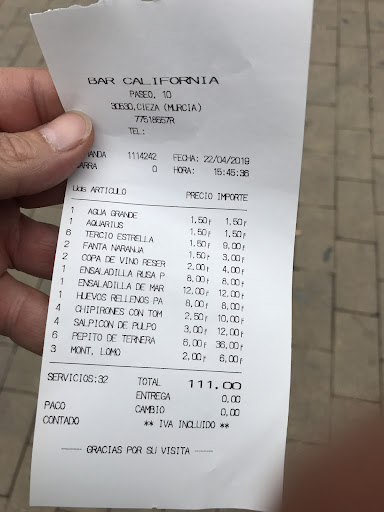 BAR CALIFORNIA
PASEO, 10
30530,CIEZA (MURCIA)
77518557R
TEL:
ANDA 1114242 FECHA: 22/04/2019
ARRA 0 HORA: 15:45:36
Uds ARTICULO PRECIO IMPORTE
1 AGUA GRANDE 1,50 1,50
1 AQUARIUS 1,50 1,50
6 TERCIO ESTRELLA 1,50 9,00
2 FANTA NARANJA 1,50 3,00
2 COPA DE VINO RESER 2,00 4,00
1 ENSALADILLA RUSA P 8,00 8,00
1 ENSALADILLA DE MAR 12,00 12,00
1 HUEVOS RELLENOS PA 8,00 8,00
4 CHIPIRONES CON TOM 2,50 10,00
4 SALPICON DE PULPO 3,00 12,00
6 PEPITO DE TERNERA 6,00 36,00
3 MONT. LOMO 2,00 6,00
SERVICIOS:32 TOTAL 111.00
ENTREGA 0,00
PACO CAMBIO 0,00
CONTADO ** IVA INCLUIDO **
GRACIAS POR SU VISITA